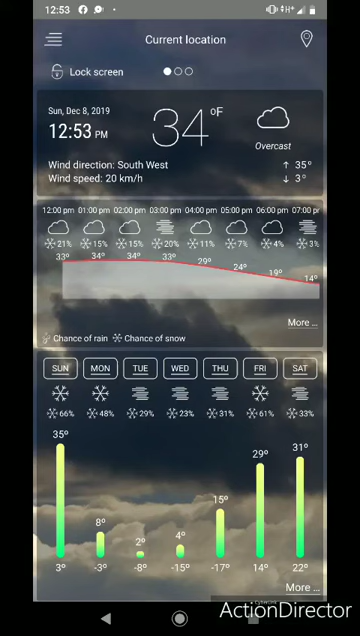 12:53
H+
Current location
Lock screen
Sun, Dec 8, 2019
12:53 PM
34°F
Overcast
Wind direction: South West
Wind speed: 20 km/h
↑ 35°
↓ 3°
12:00 pm 01:00 pm 02:00 pm 03:00 pm 04:00 pm 05:00 pm 06:00 pm 07:00 p
21% 15% 15% 20% 11% 7% 4% 3%
33° 34° 34° 33° 29° 24° 19° 14°
More ...
Chance of rain Chance of snow
SUN MON TUE WED THU FRI SAT
66% 48% 29% 23% 31% 61% 33%
35° 8° 2° 4° 15° 29° 31°
3° -3° -8° -15° -17° 14° 22°
More ...
CyberLink
ActionDirector